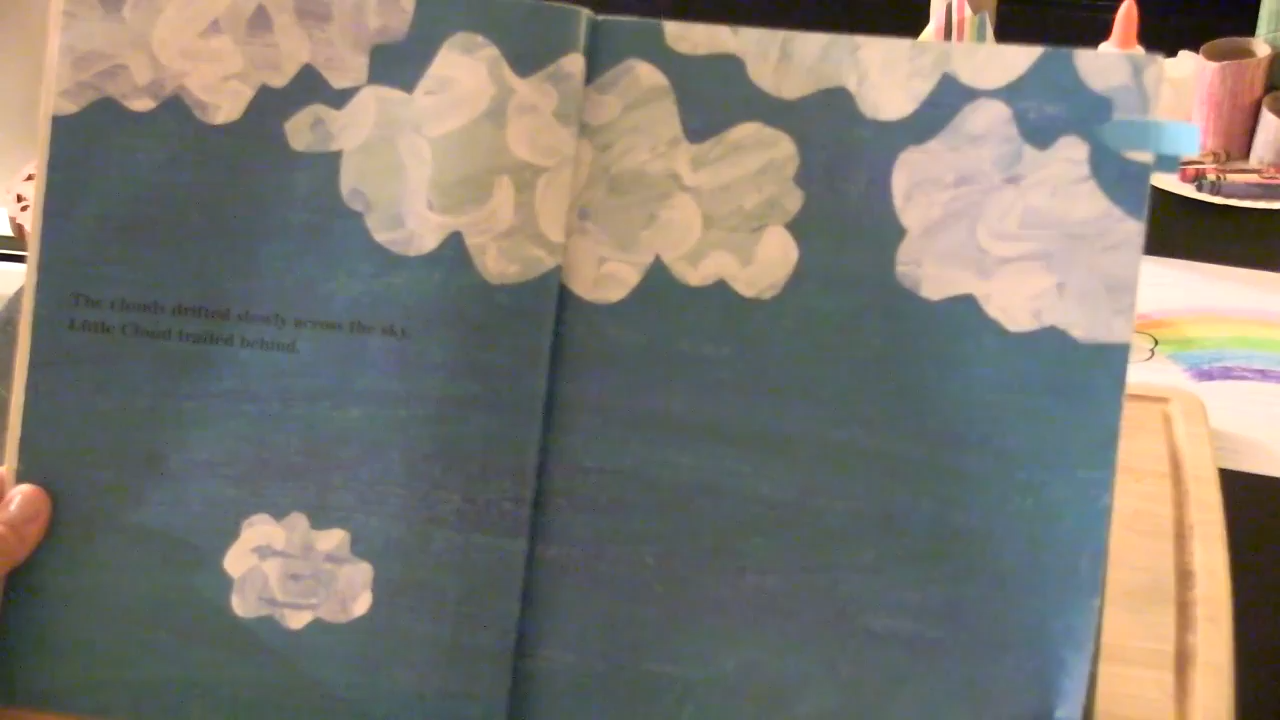 The clouds drifted slowly across the sky.
Little Cloud trailed behind.